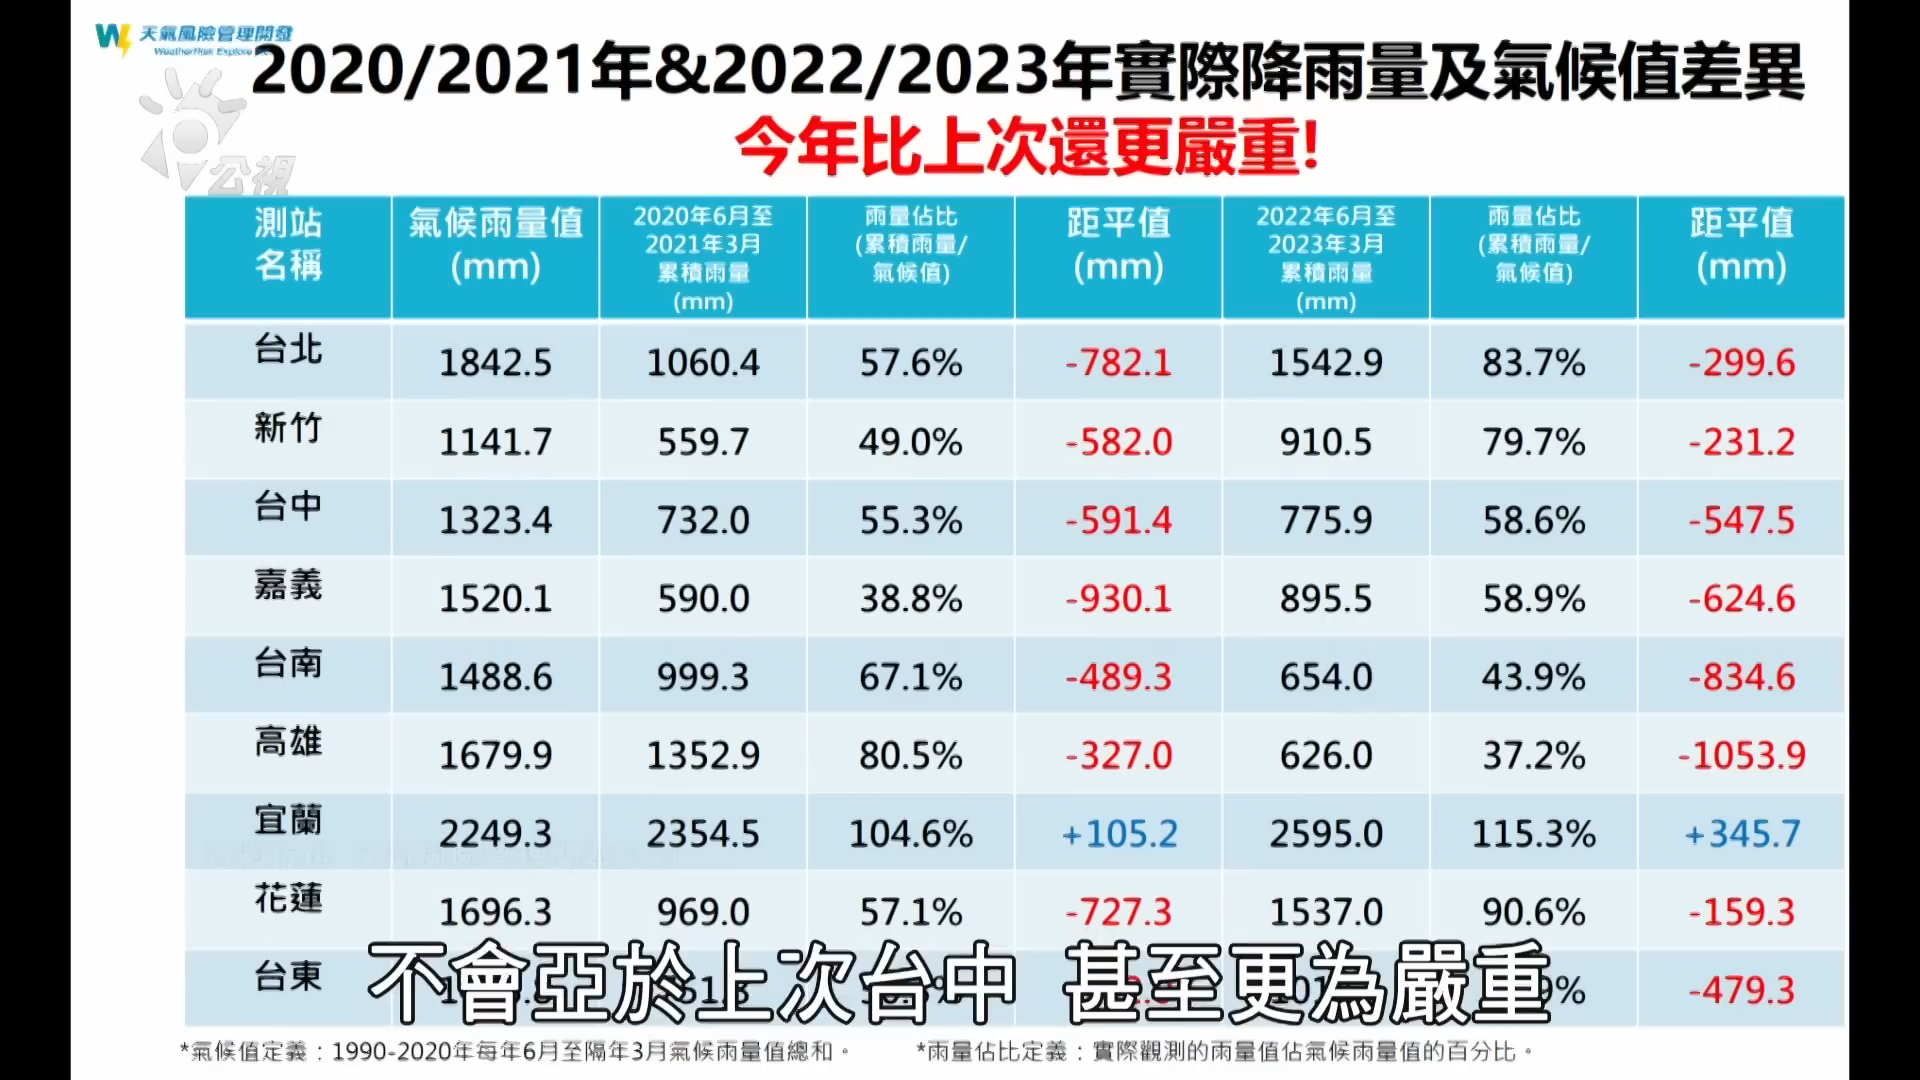 天氣風險管理開發
WeatherRisk Explore
公視
2020/2021年&2022/2023年實際降雨量及氣候值差異
今年比上次還更嚴重!
測站名稱 氣候雨量值(mm) 2020年6月至2021年3月累積雨量(mm) 雨量佔比(累積雨量/氣候值) 距平值(mm) 2022年6月至2023年3月累積雨量(mm) 雨量佔比(累積雨量/氣候值) 距平值(mm)
台北 1842.5 1060.4 57.6% -782.1 1542.9 83.7% -299.6
新竹 1141.7 559.7 49.0% -582.0 910.5 79.7% -231.2
台中 1323.4 732.0 55.3% -591.4 775.9 58.6% -547.5
嘉義 1520.1 590.0 38.8% -930.1 895.5 58.9% -624.6
台南 1488.6 999.3 67.1% -489.3 654.0 43.9% -834.6
高雄 1679.9 1352.9 80.5% -327.0 626.0 37.2% -1053.9
宜蘭 2249.3 2354.5 104.6% +105.2 2595.0 115.3% +345.7
花蓮 1696.3 969.0 57.1% -727.3 1537.0 90.6% -159.3
台東 -479.3
不會亞於上次台中 甚至更為嚴重
*氣候值定義：1990-2020年每年6月至隔年3月氣候雨量值總和。 *雨量佔比定義：實際觀測的雨量值佔氣候雨量值的百分比。